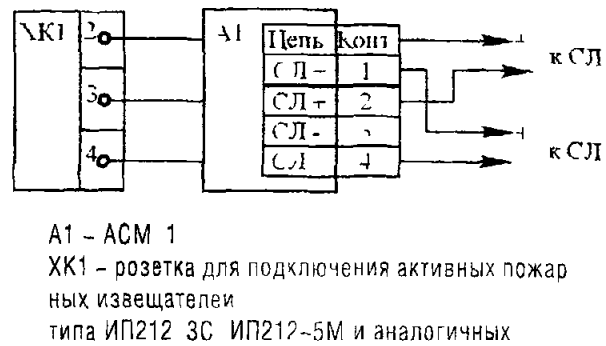 ХК1 2 А1 Цепь Конт
к СЛ
СЛ- 1
3 СЛ+ 2
СЛ-
к СЛ
4 СЛ 4
А1 – АСМ 1
ХК1 – розетка для подключения активных пожар
ных извещателеи
типа ИП212 3С ИП212-5М и аналогичных